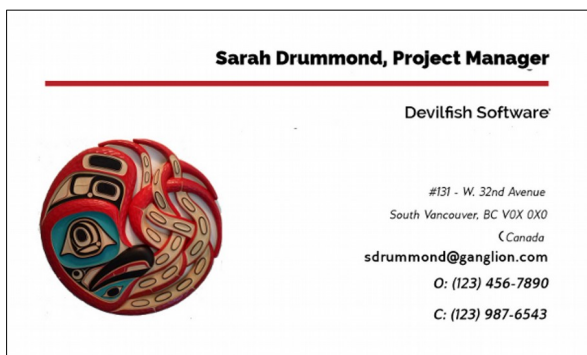 Sarah Drummond, Project Manager
Devilfish Software
#131 - W. 32nd Avenue
South Vancouver, BC V0X 0X0
Canada
sdrummond@ganglion.com
O: (123) 456-7890
C: (123) 987-6543